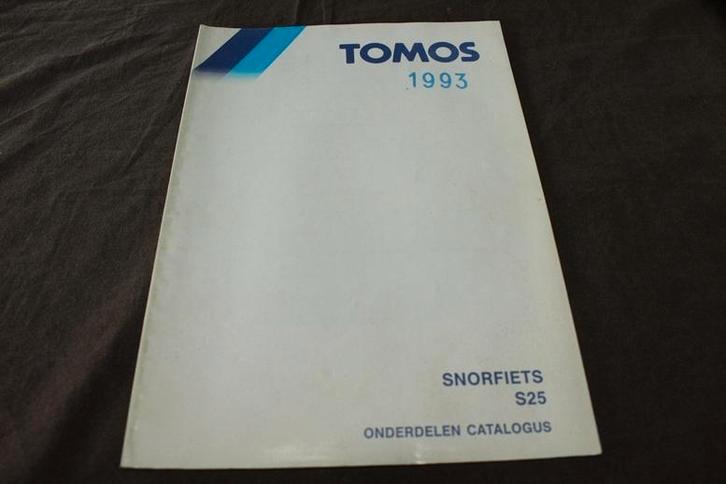 TOMOS
1993
SNORFIETS
S25
ONDERDELEN CATALOGUS